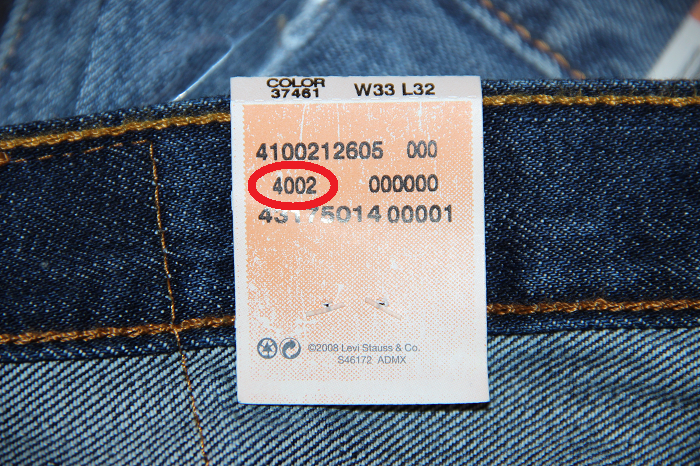 COLOR
37461 W33 L32
4100212605 000
4002 000000
43175014 00001
©2008 Levi Stauss & Co.
S46172 ADMX